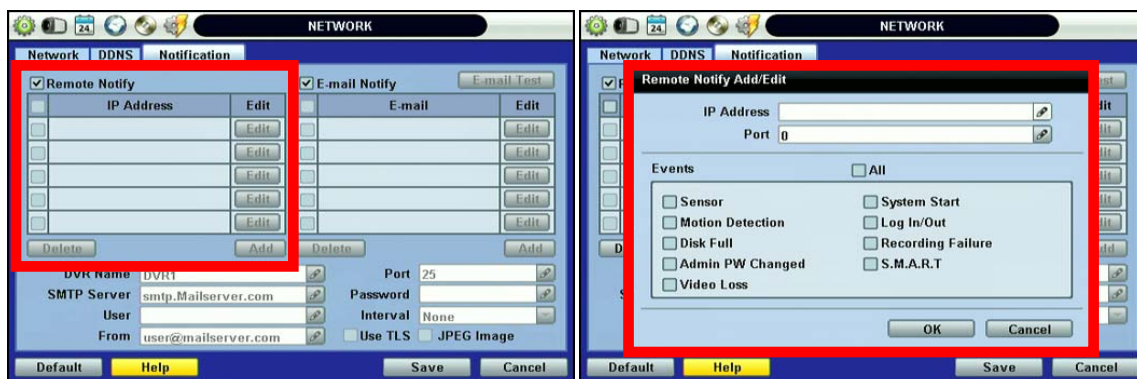 24
NETWORK
Network DDNS Notification
Remote Notify
E-mail Notify E-mail Test
IP Address Edit
E-mail Edit
Edit Edit
Edit Edit
Edit Edit
Edit Edit
Edit Edit
Delete Add Delete Add
DVR Name DVR1 Port 25
SMTP Server smtp.Mailserver.com Password
User Interval None
From user@mailserver.com Use TLS JPEG Image
Default Help Save Cancel
24
NETWORK
Network DDNS Notification
Remote Notify Add/Edit
IP Address
Port 0
Events All
Sensor System Start
Motion Detection Log In/Out
Disk Full Recording Failure
Admin PW Changed S.M.A.R.T
Video Loss
OK Cancel
Default Help Save Cancel